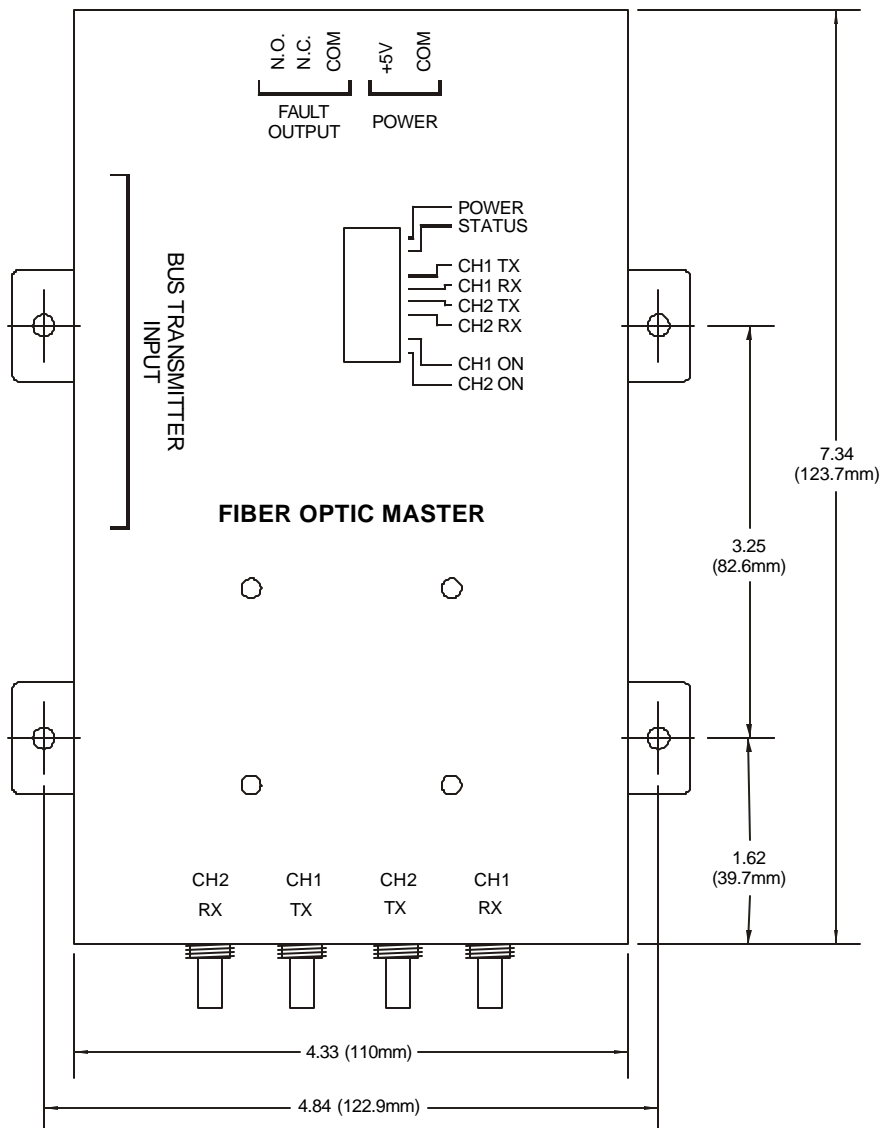 N.O.
N.C.
COM
+5V
COM
FAULT
OUTPUT
POWER
POWER
STATUS
CH1 TX
CH1 RX
CH2 TX
CH2 RX
CH1 ON
CH2 ON
BUS TRANSMITTER
INPUT
7.34
(123.7mm)
FIBER OPTIC MASTER
3.25
(82.6mm)
1.62
(39.7mm)
CH2 CH1 CH2 CH1
RX TX TX RX
4.33 (110mm)
4.84 (122.9mm)